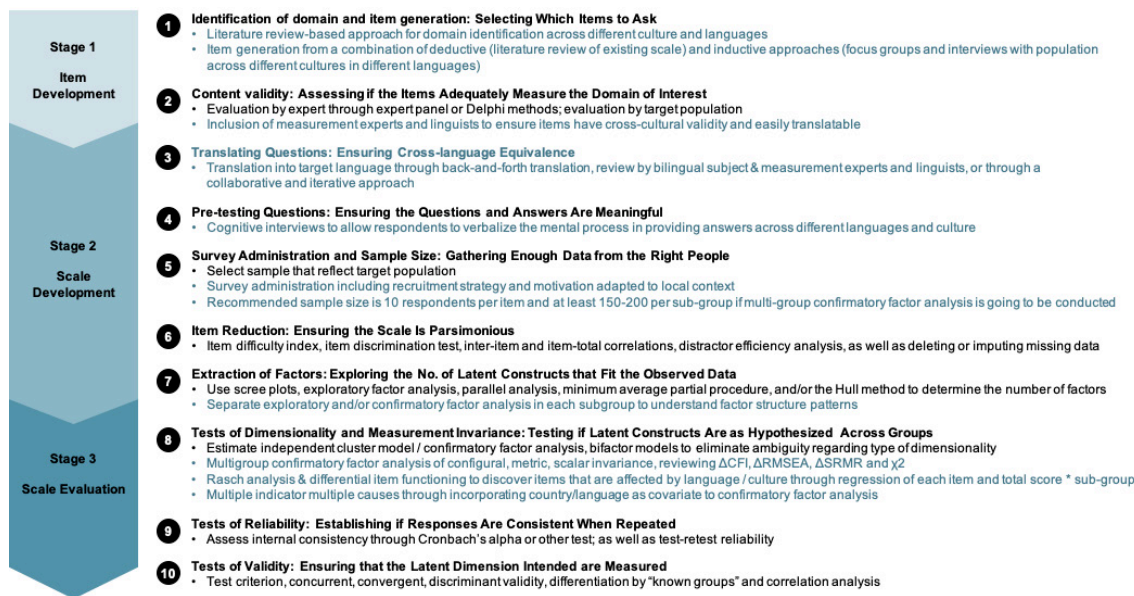 Stage 1
Item
Development
Stage 2
Scale
Development
Stage 3
Scale Evaluation
1 Identification of domain and item generation: Selecting Which Items to Ask
• Literature review-based approach for domain identification across different culture and languages
• Item generation from a combination of deductive (literature review of existing scale) and inductive approaches (focus groups and interviews with population
across different cultures in different languages)
2 Content validity: Assessing if the Items Adequately Measure the Domain of Interest
• Evaluation by expert through expert panel or Delphi methods; evaluation by target population
• Inclusion of measurement experts and linguists to ensure items have cross-cultural validity and easily translatable
3 Translating Questions: Ensuring Cross-language Equivalence
• Translation into target language through back-and-forth translation, review by bilingual subject & measurement experts and linguists, or through a
collaborative and iterative approach
4 Pre-testing Questions: Ensuring the Questions and Answers Are Meaningful
• Cognitive interviews to allow respondents to verbalize the mental process in providing answers across different languages and culture
5 Survey Administration and Sample Size: Gathering Enough Data from the Right People
• Select sample that reflect target population
• Survey administration including recruitment strategy and motivation adapted to local context
• Recommended sample size is 10 respondents per item and at least 150-200 per sub-group if multi-group confirmatory factor analysis is going to be conducted
6 Item Reduction: Ensuring the Scale Is Parsimonious
• Item difficulty index, item discrimination test, inter-item and item-total correlations, distractor efficiency analysis, as well as deleting or imputing missing data
7 Extraction of Factors: Exploring the No. of Latent Constructs that Fit the Observed Data
• Use scree plots, exploratory factor analysis, parallel analysis, minimum average partial procedure, and/or the Hull method to determine the number of factors
• Separate exploratory and/or confirmatory factor analysis in each subgroup to understand factor structure patterns
8 Tests of Dimensionality and Measurement Invariance: Testing if Latent Constructs Are as Hypothesized Across Groups
• Estimate independent cluster model / confirmatory factor analysis, bifactor models to eliminate ambiguity regarding type of dimensionality
• Multigroup confirmatory factor analysis of configural, metric, scalar invariance, reviewing ΔCFI, ΔRMSEA, ΔSRMR and χ2
• Rasch analysis & differential item functioning to discover items that are affected by language / culture through regression of each item and total score * sub-group
• Multiple indicator multiple causes through incorporating country/language as covariate to confirmatory factor analysis
9 Tests of Reliability: Establishing if Responses Are Consistent When Repeated
• Assess internal consistency through Cronbach's alpha or other test; as well as test-retest reliability
10 Tests of Validity: Ensuring that the Latent Dimension Intended are Measured
• Test criterion, concurrent, convergent, discriminant validity, differentiation by “known groups” and correlation analysis